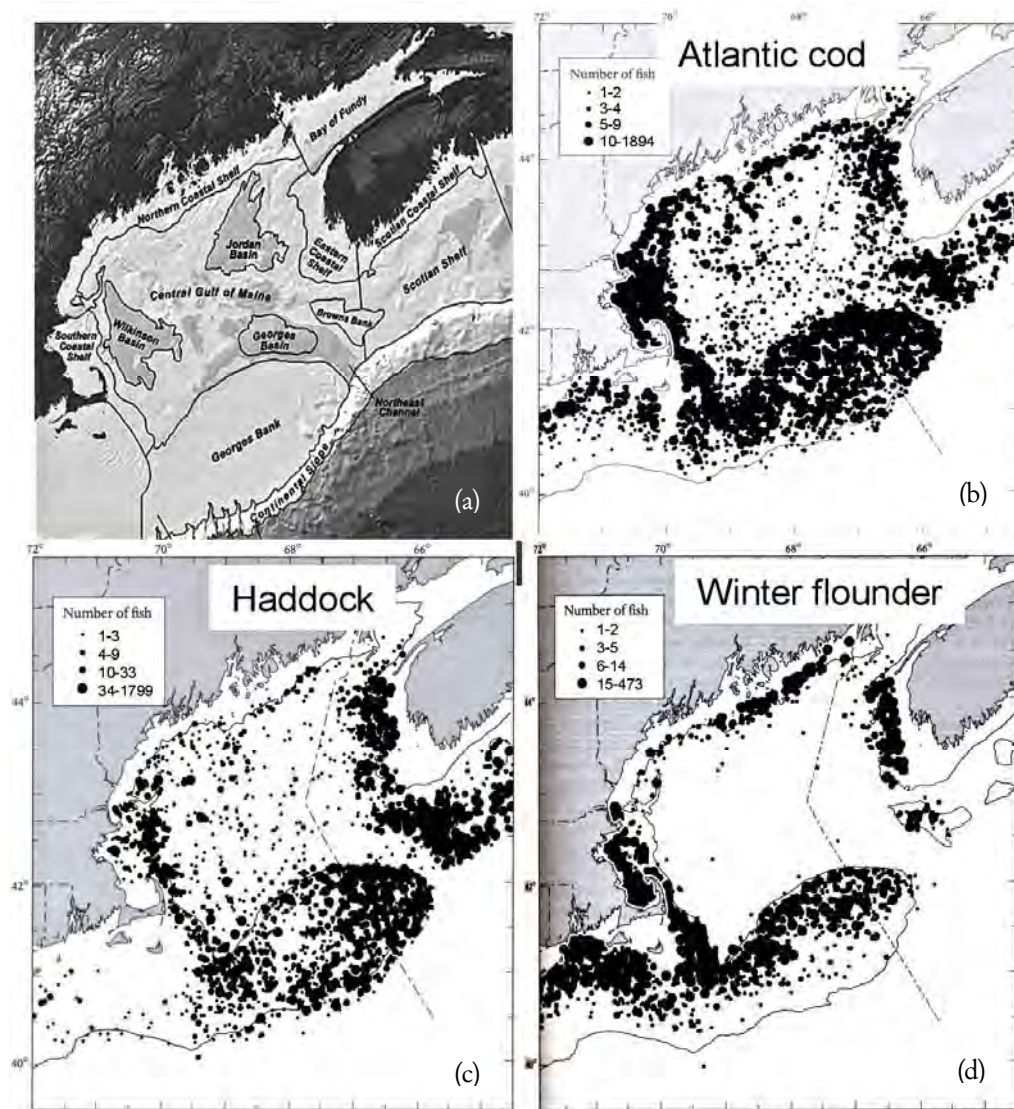 Bay of Fundy
Northern Coastal Shelf
Jordan
Basin
Eastern
Coastal
Shelf
Scotian Coastal Shelf
Scotian Shelf
Central Gulf of Maine
Browns Bank
Wilkinson
Basin
Southern
Coastal
Shelf
Georges
Basin
Northeast
Channel
Georges Bank
Continental Slope
(a)
72°
70°
68°
66°
Atlantic cod
Number of fish
1-2
3-4
5-9
10-1894
44°
42°
40°
(b)
72°
70°
68°
66°
Haddock
Number of fish
1-3
4-9
10-33
34-1799
44°
42°
40°
(c)
72°
70°
68°
66°
Winter flounder
Number of fish
1-2
3-5
6-14
15-473
(d)